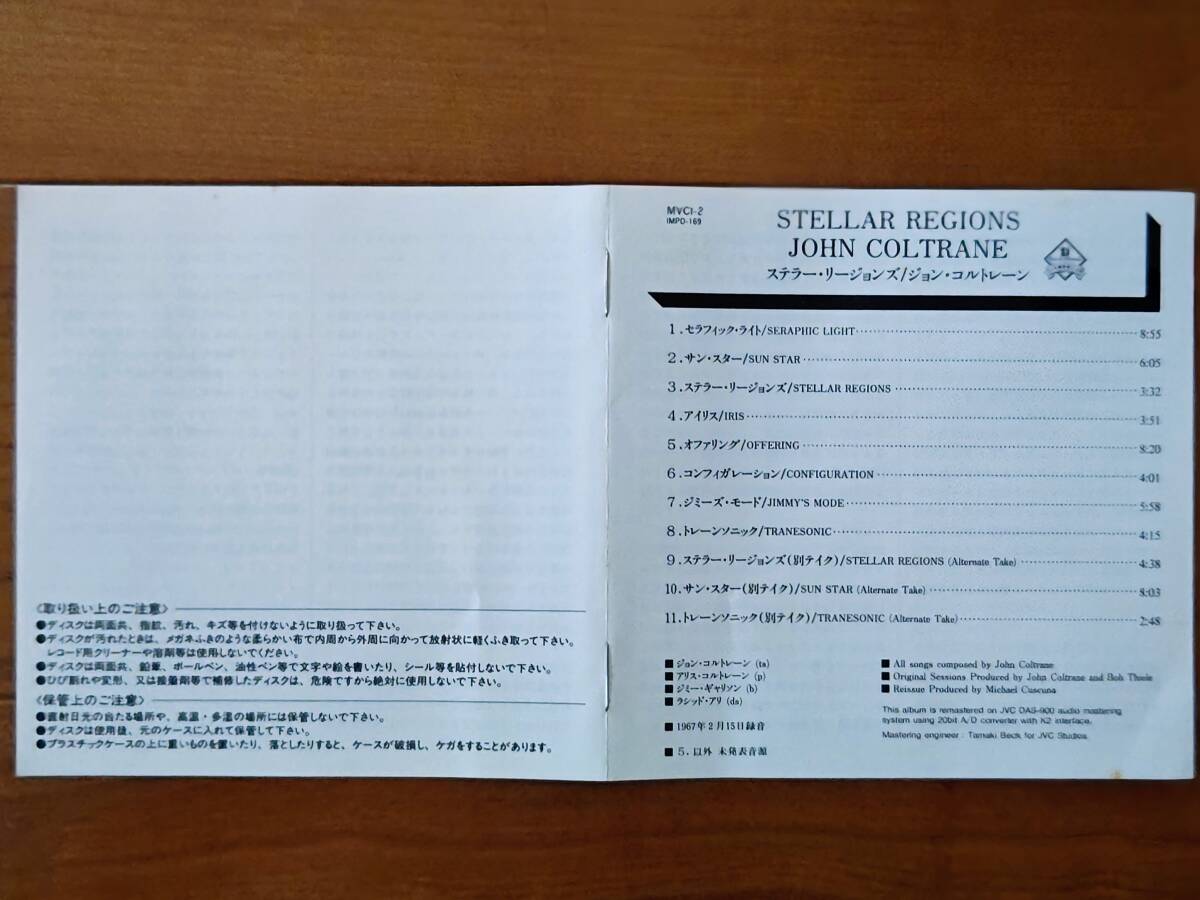 〈取り扱い上のご注意〉
●ディスクは両面共、指紋、汚れ、キズ等を付けないように取り扱って下さい。
●ディスクが汚れたときは、メガネふきのような柔らかい布で内周から外周に向かって放射状に軽くふき取って下さい。
レコード用クリーナーや溶剤等は使用しないでください。
●ディスクは両面共、鉛筆、ボールペン、油性ペン等で文字や絵を書いたり、シール等を貼付しないで下さい。
●ひび割れや変形、又は接着剤等で補修したディスクは、危険ですから絶対に使用しないで下さい。
〈保管上のご注意〉
●直射日光の当たる場所や、高温・多湿の場所には保管しないで下さい。
●ディスクは使用後、元のケースに入れて保管して下さい。
●プラスチックケースの上に重いものを置いたり、落としたりすると、ケースが破損し、ケガをすることがあります。
MVCI-2
IMPD-169
STELLAR REGIONS
JOHN COLTRANE
ステラー・リージョンズ/ジョン・コルトレーン
1.セラフィック・ライト/SERAPHIC LIGHT 8:55
2.サン・スター/SUN STAR 6:05
3.ステラー・リージョンズ/STELLAR REGIONS 3:32
4.アイリス/IRIS 3:51
5.オファリング/OFFERING 8:20
6.コンフィガレーション/CONFIGURATION 4:01
7.ジミーズ・モード/JIMMY'S MODE 5:58
8.トレーンソニック/TRANESONIC 4:15
9.ステラー・リージョンズ(別テイク)/STELLAR REGIONS (Alternate Take) 4:38
10.サン・スター(別テイク)/SUN STAR (Alternate Take) 8:03
11.トレーンソニック(別テイク)/TRANESONIC (Alternate Take) 2:48
■ジョン・コルトレーン (ts)
■アリス・コルトレーン (p)
■ジミー・ギャリソン (b)
■ラシッド・アリ (ds)
■1967年2月15日録音
■5.以外 未発表音源
■All songs composed by John Coltrane
■Original Sessions Produced by John Coltrane and Bob Thiele
■Reissue Produced by Michael Cuscuna
This album is remastered on JVC DAS-900 audio mastering
system using 20bit A/D converter with K2 interface.
Mastering engineer : Tamaki Beck for JVC Studios.